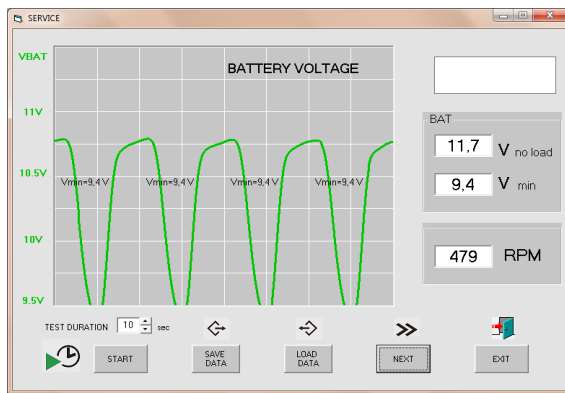 SERVICE
VBAT
BATTERY VOLTAGE
11V
10.5V
10V
9.5V
Vmin=9,4 V Vmin=9,4 V Vmin=9,4 V Vmin=9,4 V
BAT
11,7 V no load
9,4 V min
479 RPM
TEST DURATION 10 sec
START
SAVE DATA
LOAD DATA
NEXT
EXIT